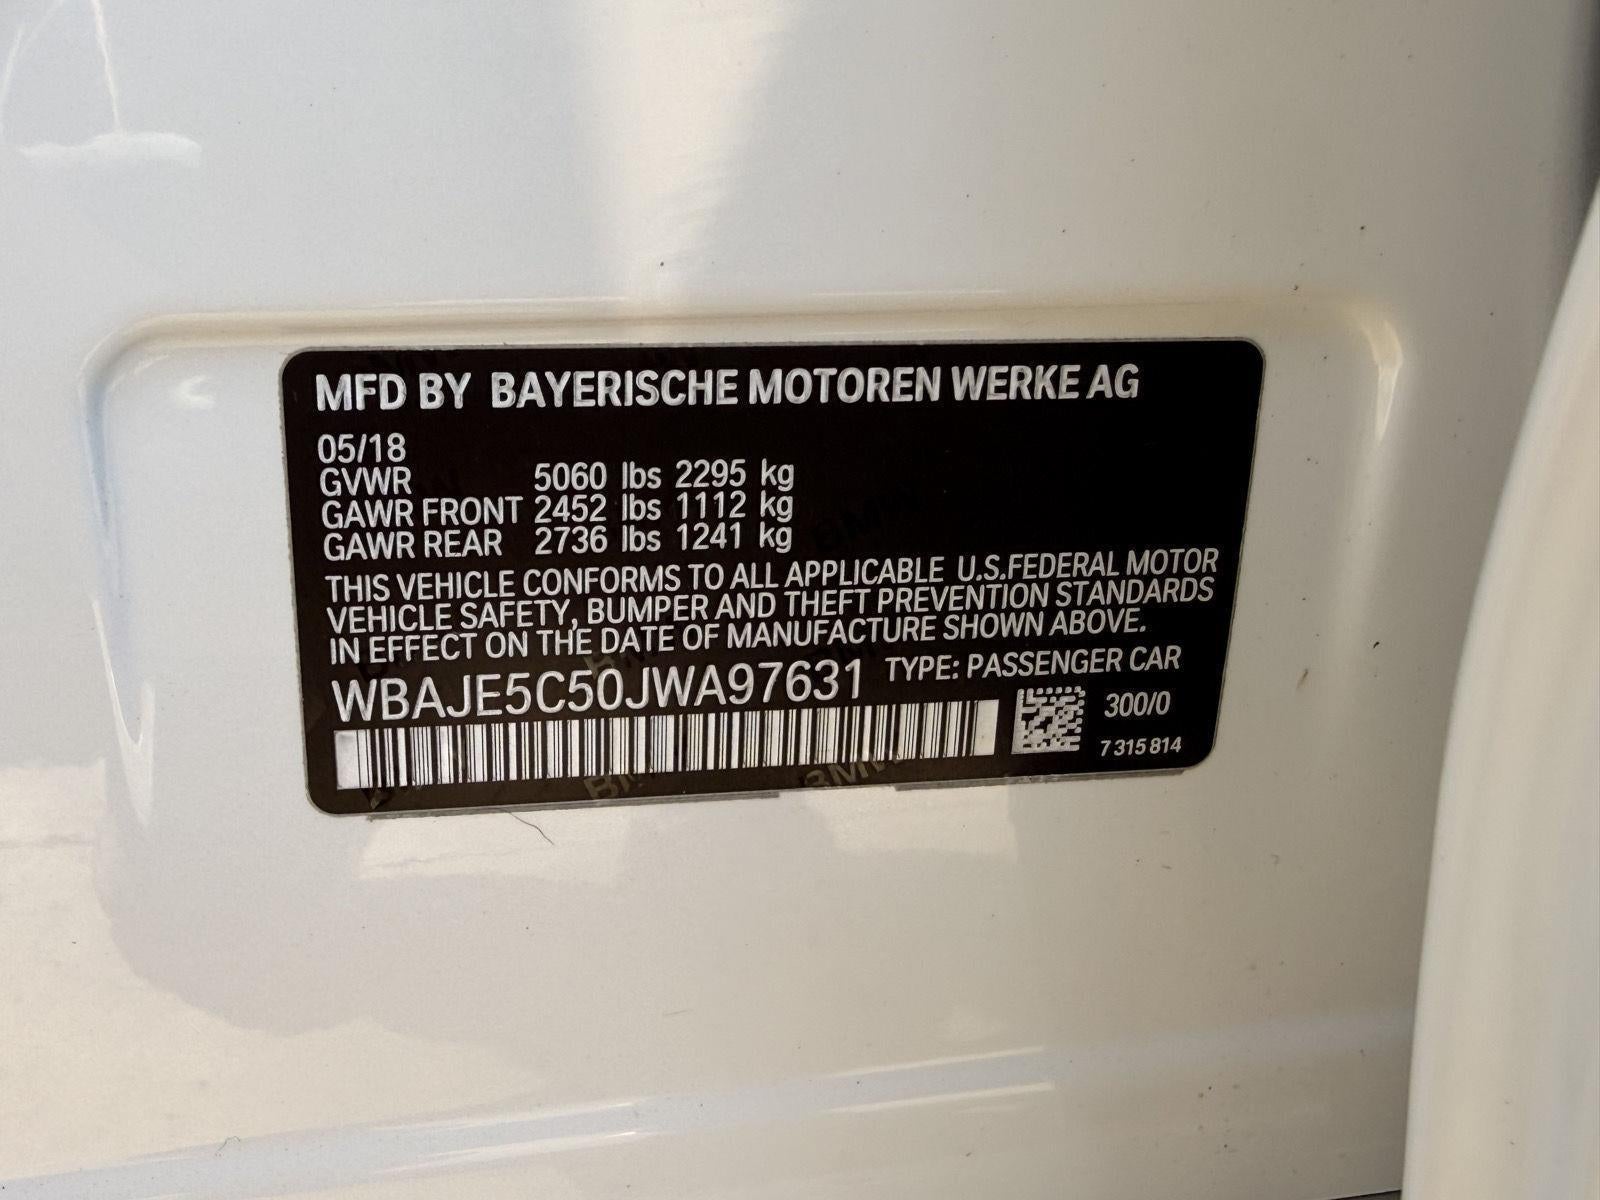 MFD BY BAYERISCHE MOTOREN WERKE AG
05/18
GVWR 5060 lbs 2295 kg
GAWR FRONT 2452 lbs 1112 kg
GAWR REAR 2736 lbs 1241 kg
THIS VEHICLE CONFORMS TO ALL APPLICABLE U.S.FEDERAL MOTOR
VEHICLE SAFETY, BUMPER AND THEFT PREVENTION STANDARDS
IN EFFECT ON THE DATE OF MANUFACTURE SHOWN ABOVE.
WBAJE5C50JWA97631 TYPE: PASSENGER CAR
300/0
7 315 814